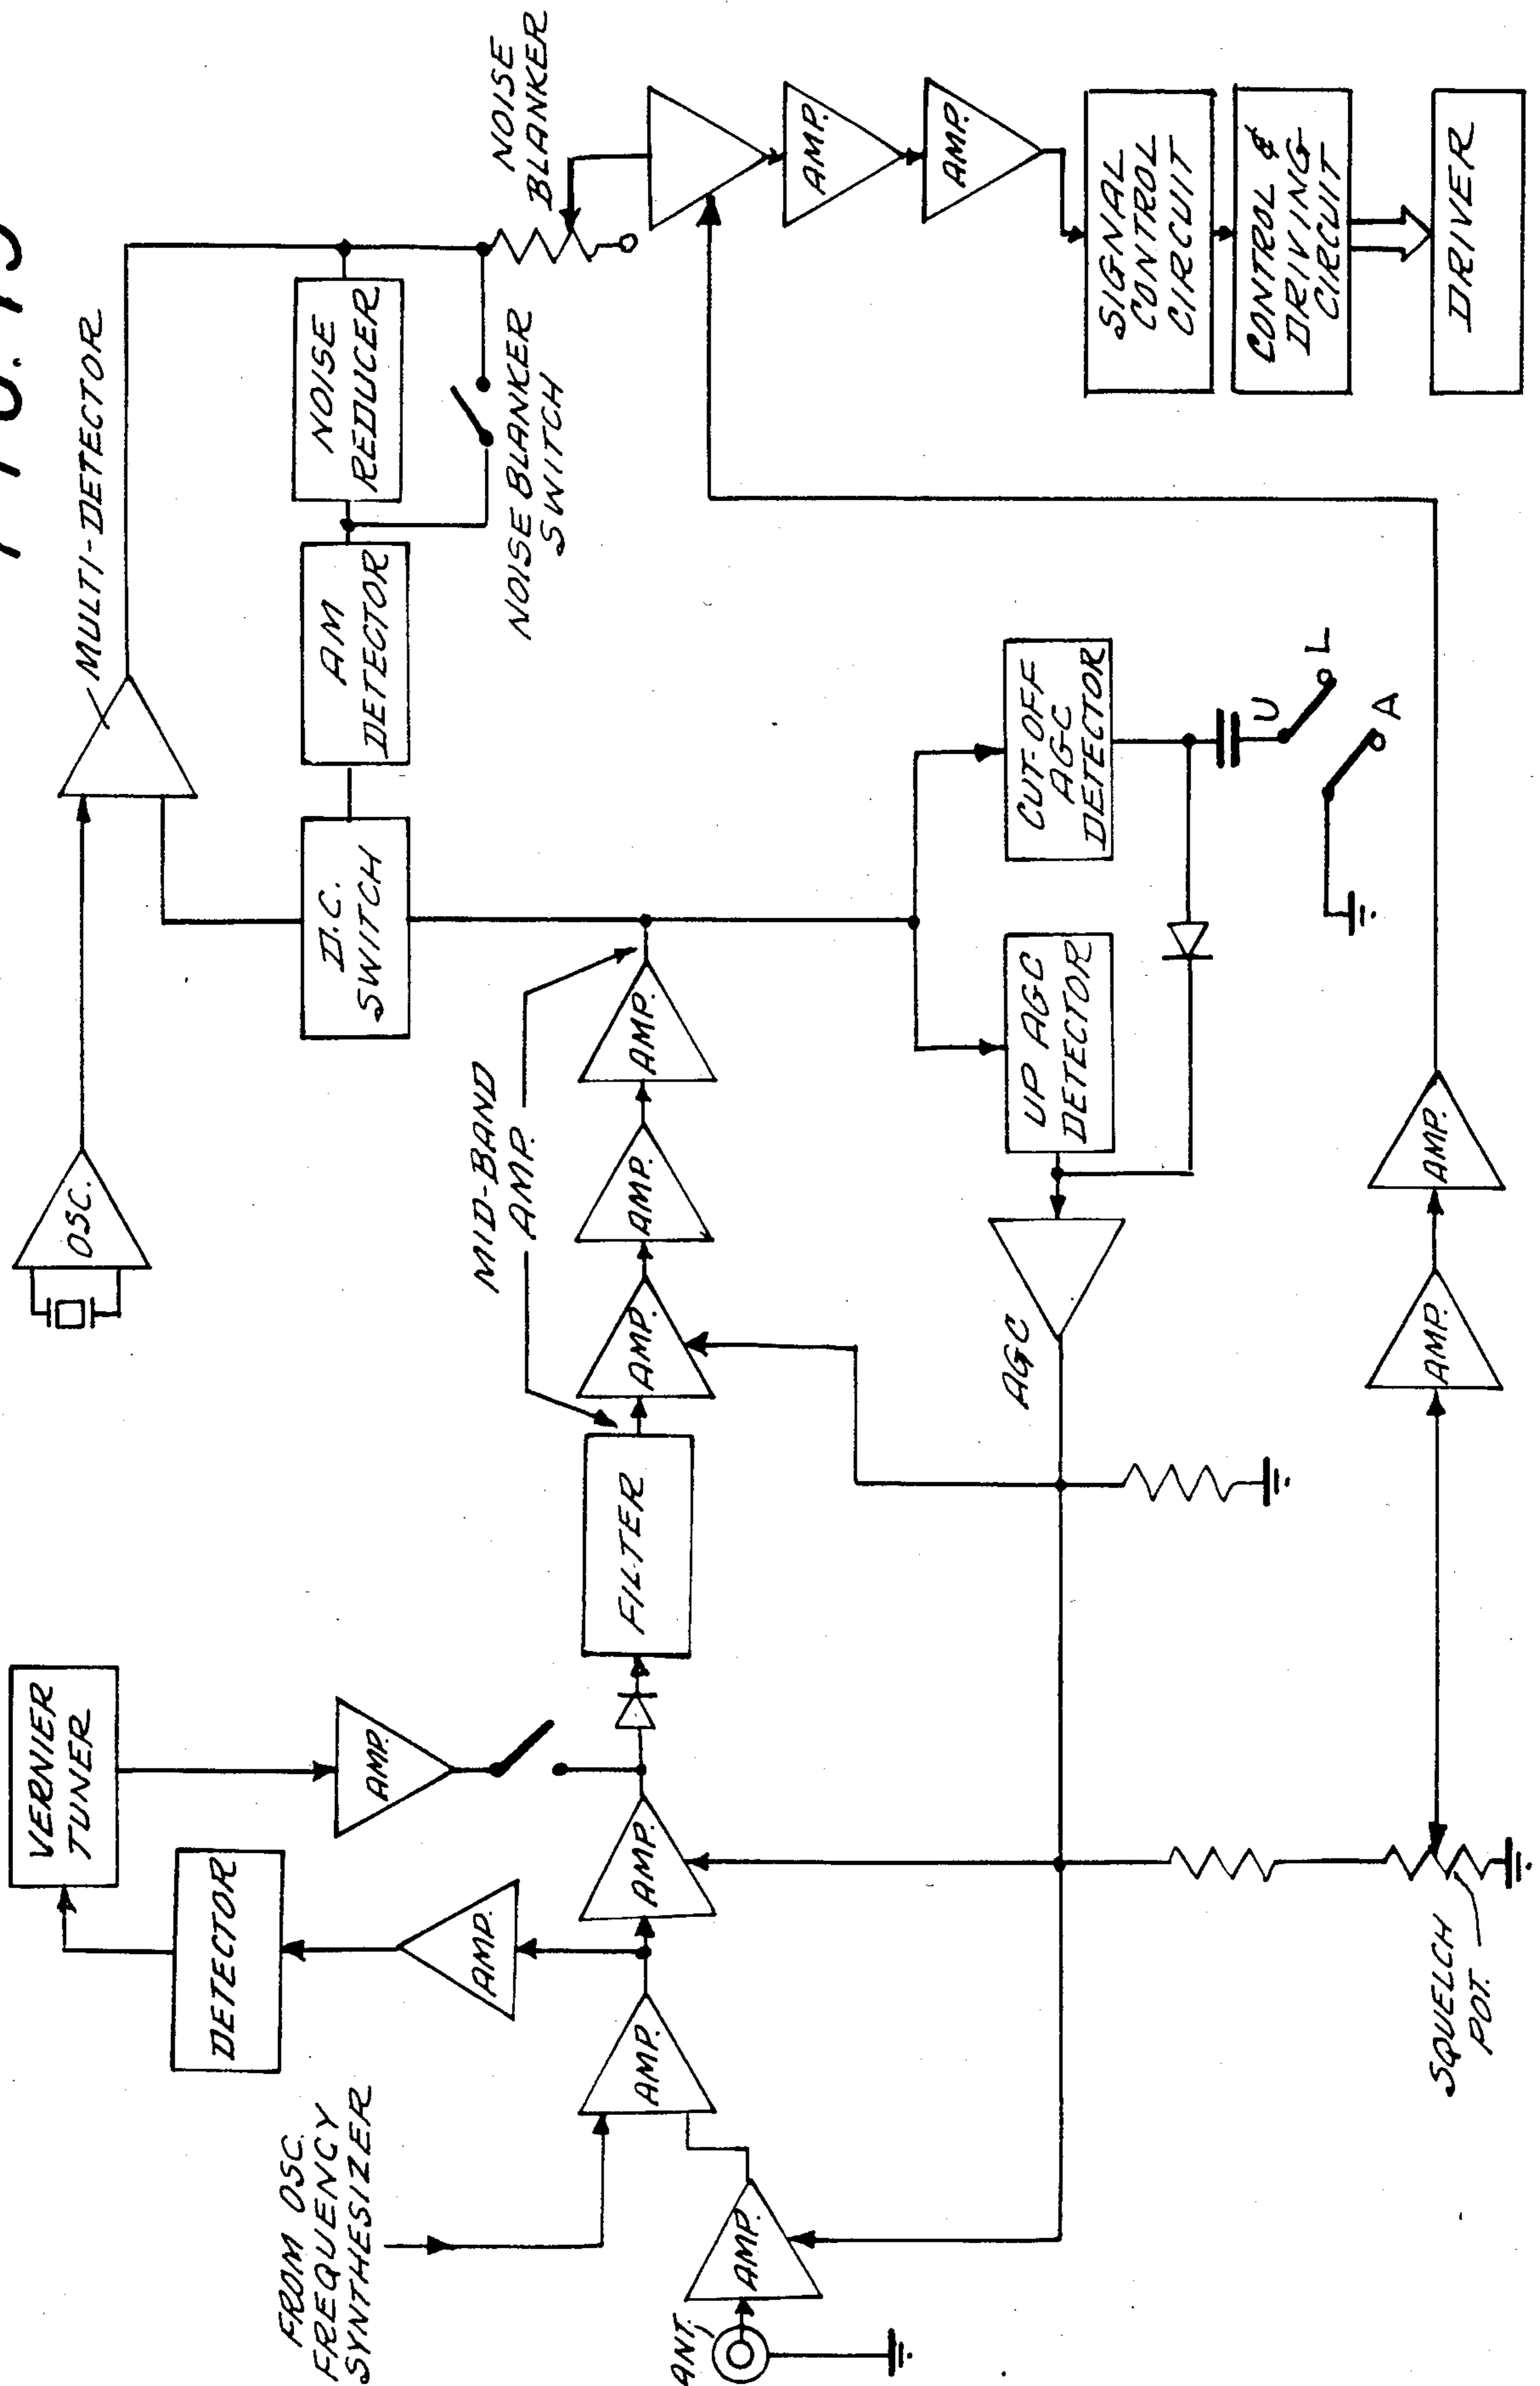 FIG. 15
OSC.
MULTI-DETECTOR
VERNIER
TUNER
DETECTOR
AMP.
AMP.
D.C.
SWITCH
AM
DETECTOR
NOISE
REDUCER
NOISE BLANKER
SWITCH
NOISE
BLANKER
FROM OSC.
FREQUENCY
SYNTHESIZER
MID-BAND
AMP.
AMP.
AMP.
FILTER
AMP.
AMP.
AMP.
ANT.
AMP.
AMP.
AMP.
AGC
UP AGC
DETECTOR
CUT-OFF
AGC
DETECTOR
U
L
A
SIGNAL
CONTROL
CIRCUIT
CONTROL &
DRIVING
CIRCUIT
DRIVER
SQUELCH
POT.
AMP.
AMP.